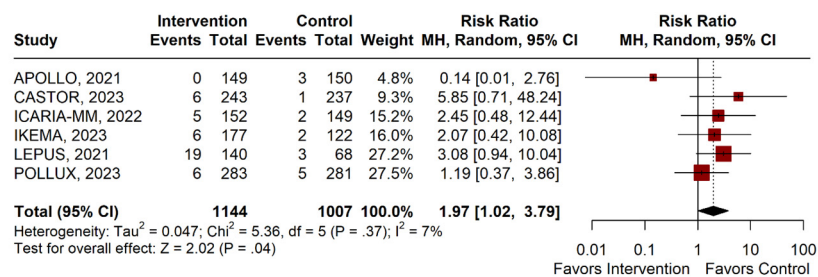 Intervention Control Risk Ratio Risk Ratio
Study Events Total Events Total Weight MH, Random, 95% CI MH, Random, 95% CI
APOLLO, 2021 0 149 3 150 4.8% 0.14 [0.01, 2.76]
CASTOR, 2023 6 243 1 237 9.3% 5.85 [0.71, 48.24]
ICARIA-MM, 2022 5 152 2 149 15.2% 2.45 [0.48, 12.44]
IKEMA, 2023 6 177 2 122 16.0% 2.07 [0.42, 10.08]
LEPUS, 2021 19 140 3 68 27.2% 3.08 [0.94, 10.04]
POLLUX, 2023 6 283 5 281 27.5% 1.19 [0.37, 3.86]
Total (95% CI) 1144 1007 100.0% 1.97 [1.02, 3.79]
Heterogeneity: Tau² = 0.047; Chi² = 5.36, df = 5 (P = .37); I² = 7%
Test for overall effect: Z = 2.02 (P = .04)
0.01 0.1 1 2 10 100
Favors Intervention Favors Control